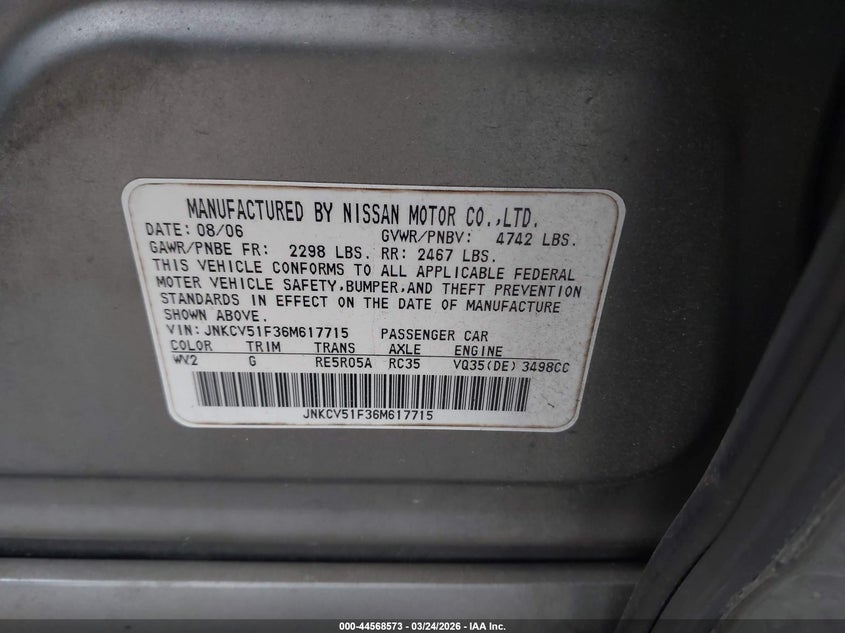 MANUFACTURED BY NISSAN MOTOR CO.,LTD.
DATE: 08/06 GVWR/PNBV: 4742 LBS.
GAWR/PNBE FR: 2298 LBS. RR: 2467 LBS.
THIS VEHICLE CONFORMS TO ALL APPLICABLE FEDERAL
MOTER VEHICLE SAFETY,BUMPER,AND THEFT PREVENTION
STANDARDS IN EFFECT ON THE DATE OF MANUFACTURE
SHOWN ABOVE.
VIN: JNKCV51F36M617715 PASSENGER CAR
COLOR TRIM TRANS AXLE ENGINE
WV2 G RE5R05A RC35 VQ35(DE) 3498CC
JNKCV51F36M617715
000-44568573 | 03/24/2026 | IAA Inc.